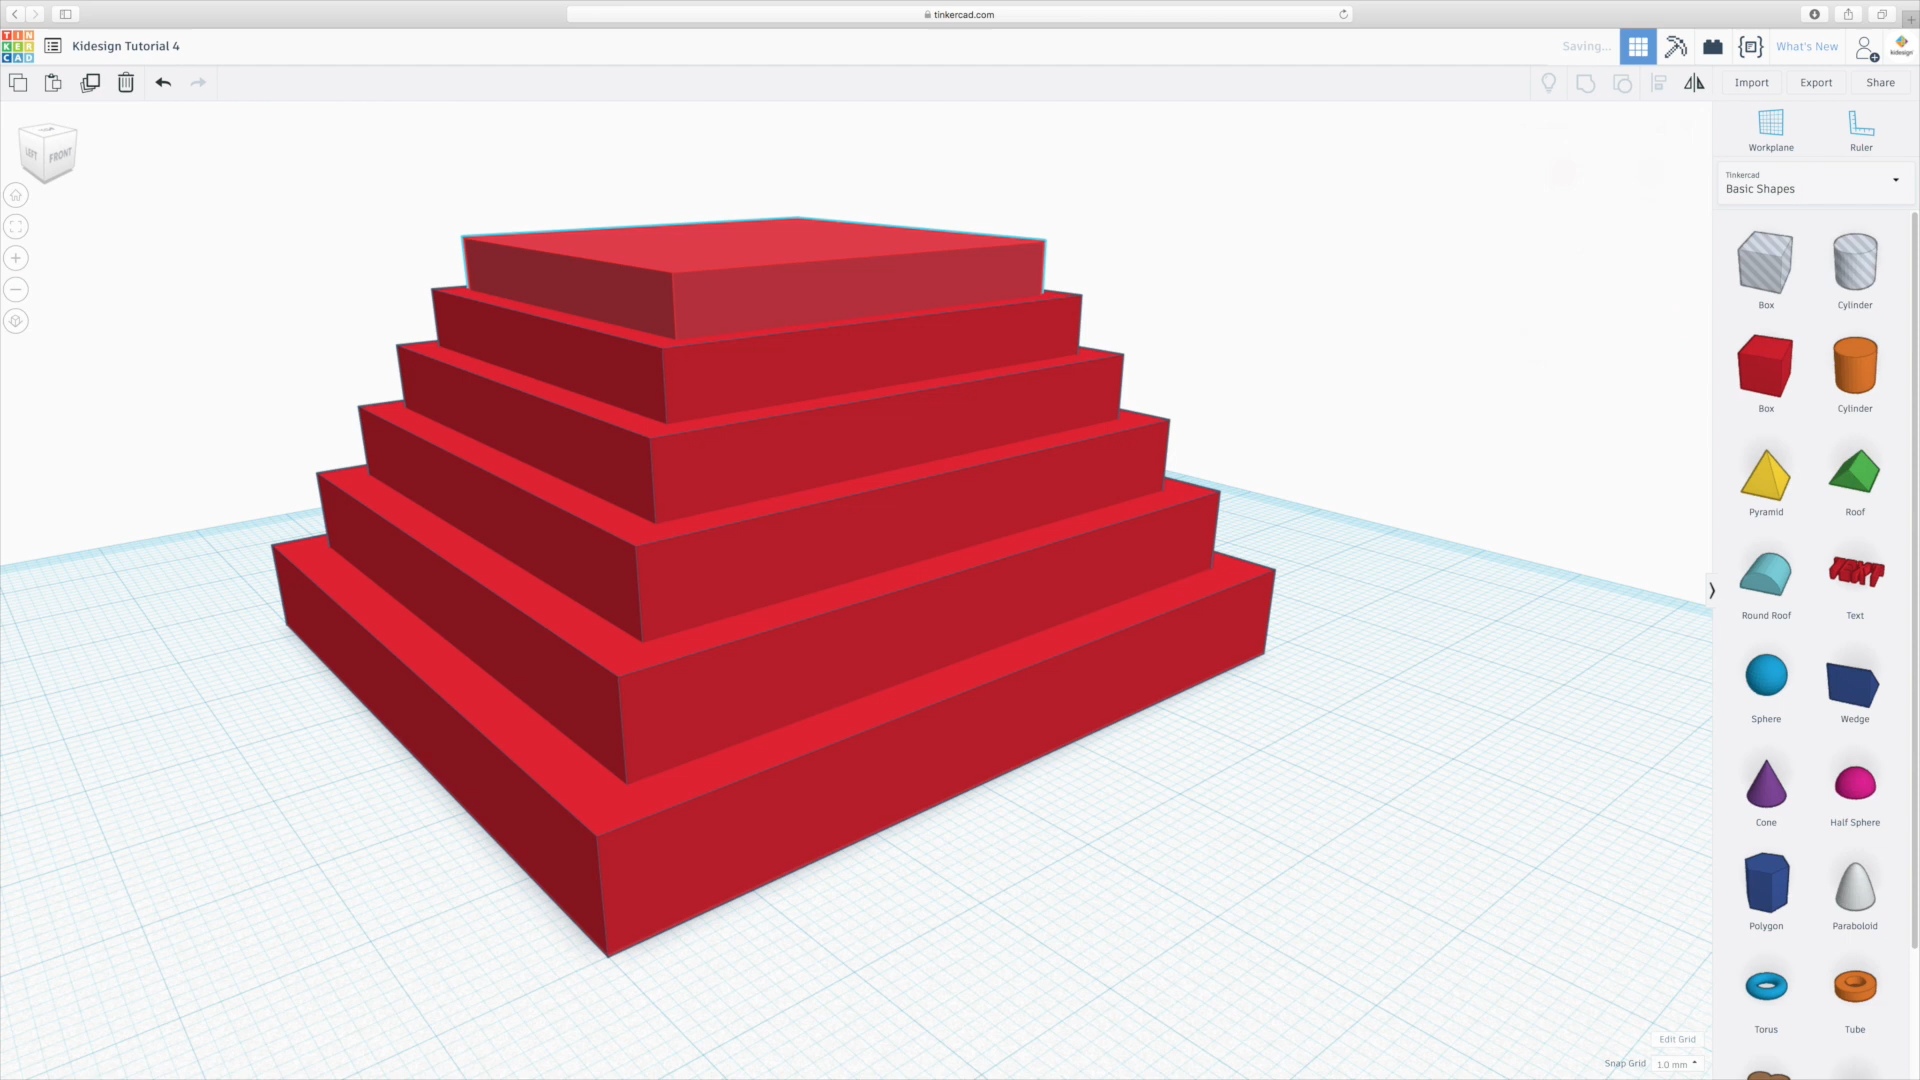 tinkercad.com
TIN
KER
CAD
Kidesign Tutorial 4
Saving...
What's New
kidesign
Import
Export
Share
LEFT
FRONT
Workplane
Ruler
Tinkercad
Basic Shapes
Box
Cylinder
Box
Cylinder
Pyramid
Roof
Round Roof
TEXT
Text
Sphere
Wedge
Cone
Half Sphere
Polygon
Paraboloid
Torus
Tube
Edit Grid
Snap Grid
1.0 mm